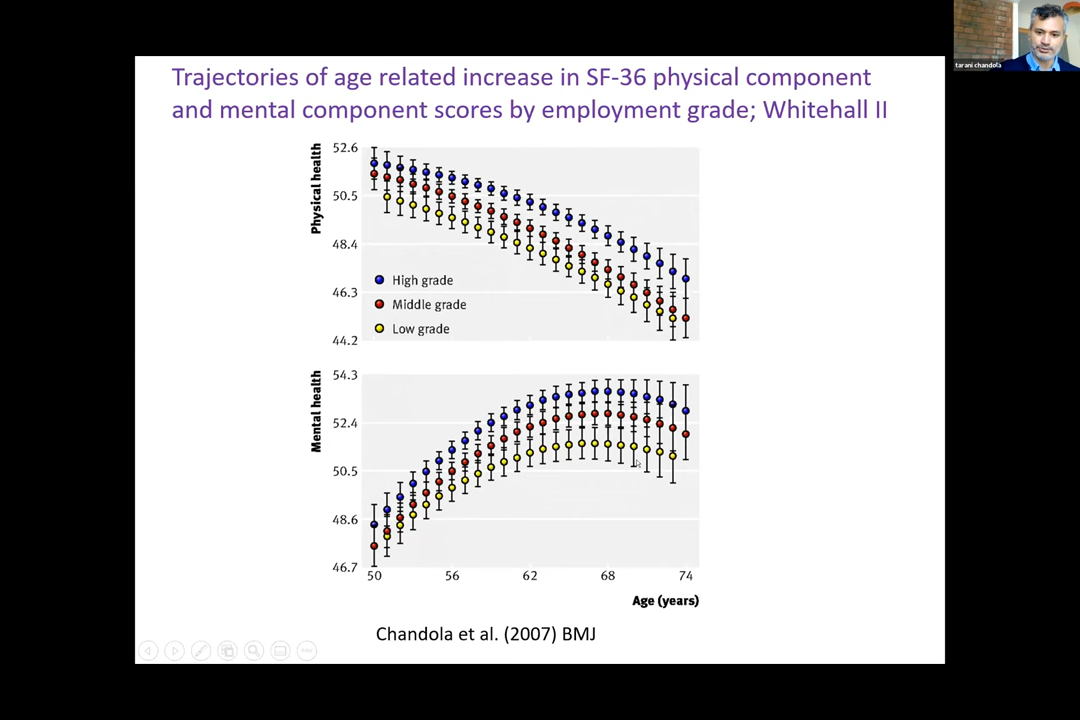 tarani chandola
Trajectories of age related increase in SF-36 physical component
and mental component scores by employment grade; Whitehall II
Physical health
52.6
50.5
48.4
46.3
44.2
High grade
Middle grade
Low grade
Mental health
54.3
52.4
50.5
48.6
46.7
50 56 62 68 74
Age (years)
Chandola et al. (2007) BMJ